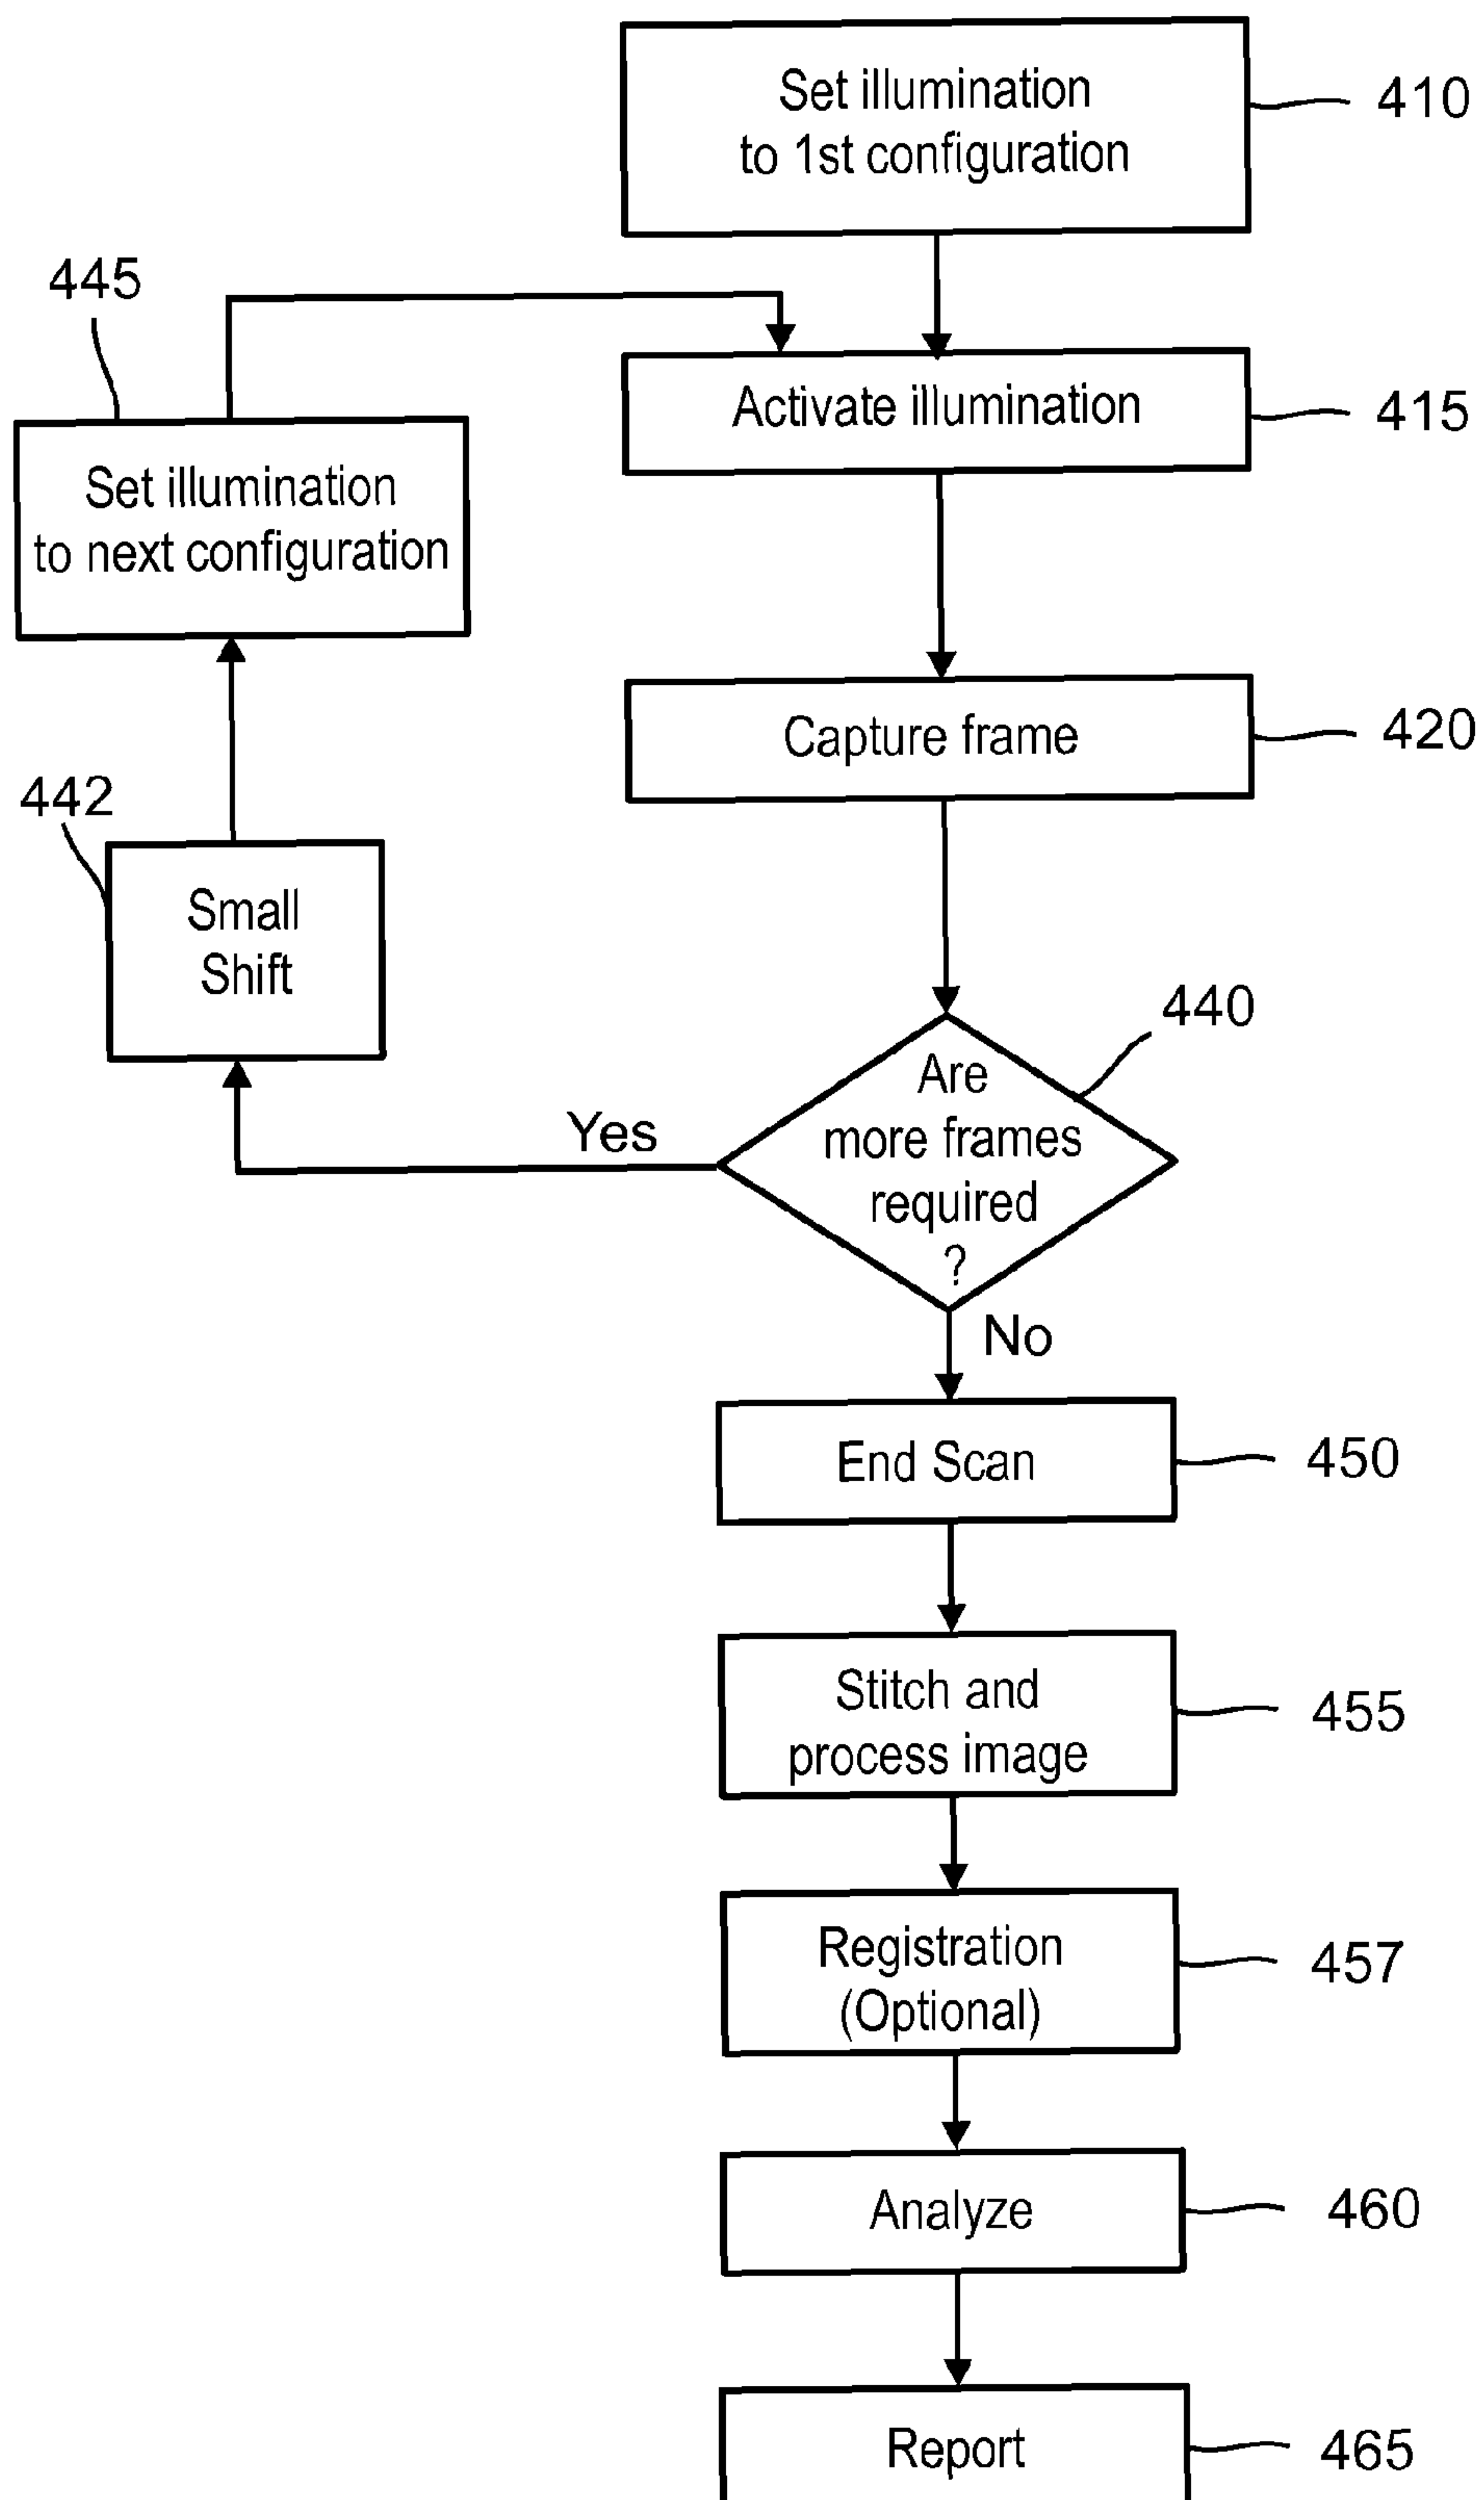 Set illumination
to 1st configuration
410
445
Activate illumination
415
Set illumination
to next configuration
Capture frame
420
442
Small
Shift
440
Are
more frames
required
?
Yes
No
End Scan
450
Stitch and
process image
455
Registration
(Optional)
457
Analyze
460
Report
465